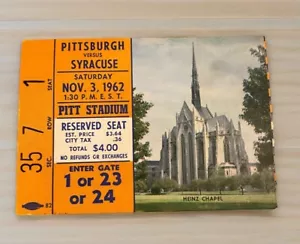 PITTSBURGH
VERSUS
SYRACUSE
SATURDAY
NOV. 3, 1962
1:30 P.M. E.S.T.
PITT STADIUM
RESERVED SEAT
EST. PRICE $3.64
CITY TAX .36
TOTAL $4.00
NO REFUNDS OR EXCHANGES
ENTER GATE
1 or 23
or 24
1 SEAT
7 ROW
35 SEC.
HEINZ CHAPEL